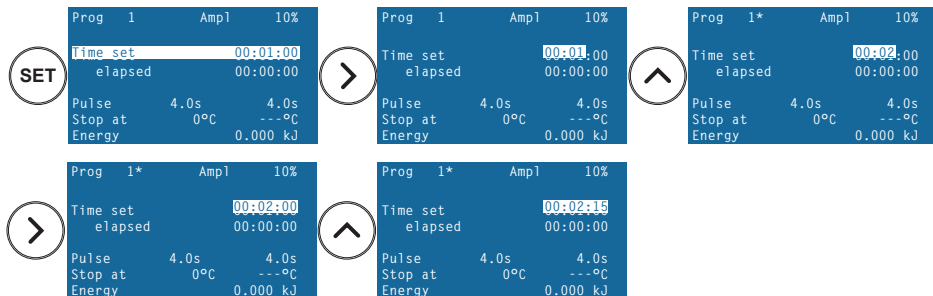 SET
Prog 1 Ampl 10%
Time set 00:01:00
elapsed 00:00:00
Pulse 4.0s 4.0s
Stop at 0°C ---°C
Energy 0.000 kJ
Prog 1 Ampl 10%
Time set 00:01:00
elapsed 00:00:00
Pulse 4.0s 4.0s
Stop at 0°C ---°C
Energy 0.000 kJ
Prog 1* Ampl 10%
Time set 00:02:00
elapsed 00:00:00
Pulse 4.0s 4.0s
Stop at 0°C ---°C
Energy 0.000 kJ
Prog 1* Ampl 10%
Time set 00:02:00
elapsed 00:00:00
Pulse 4.0s 4.0s
Stop at 0°C ---°C
Energy 0.000 kJ
Prog 1* Ampl 10%
Time set 00:02:15
elapsed 00:00:00
Pulse 4.0s 4.0s
Stop at 0°C ---°C
Energy 0.000 kJ